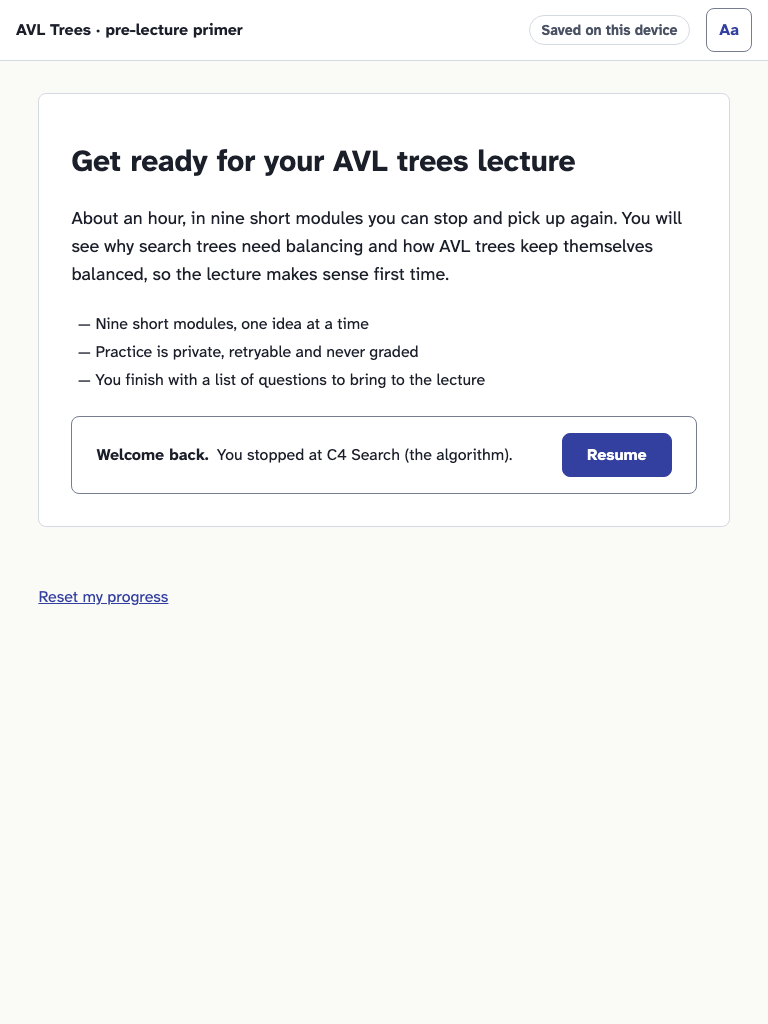 AVL Trees · pre-lecture primer
Saved on this device
Aa
Get ready for your AVL trees lecture
About an hour, in nine short modules you can stop and pick up again. You will
see why search trees need balancing and how AVL trees keep themselves
balanced, so the lecture makes sense first time.
— Nine short modules, one idea at a time
— Practice is private, retryable and never graded
— You finish with a list of questions to bring to the lecture
Welcome back. You stopped at C4 Search (the algorithm).
Resume
Reset my progress